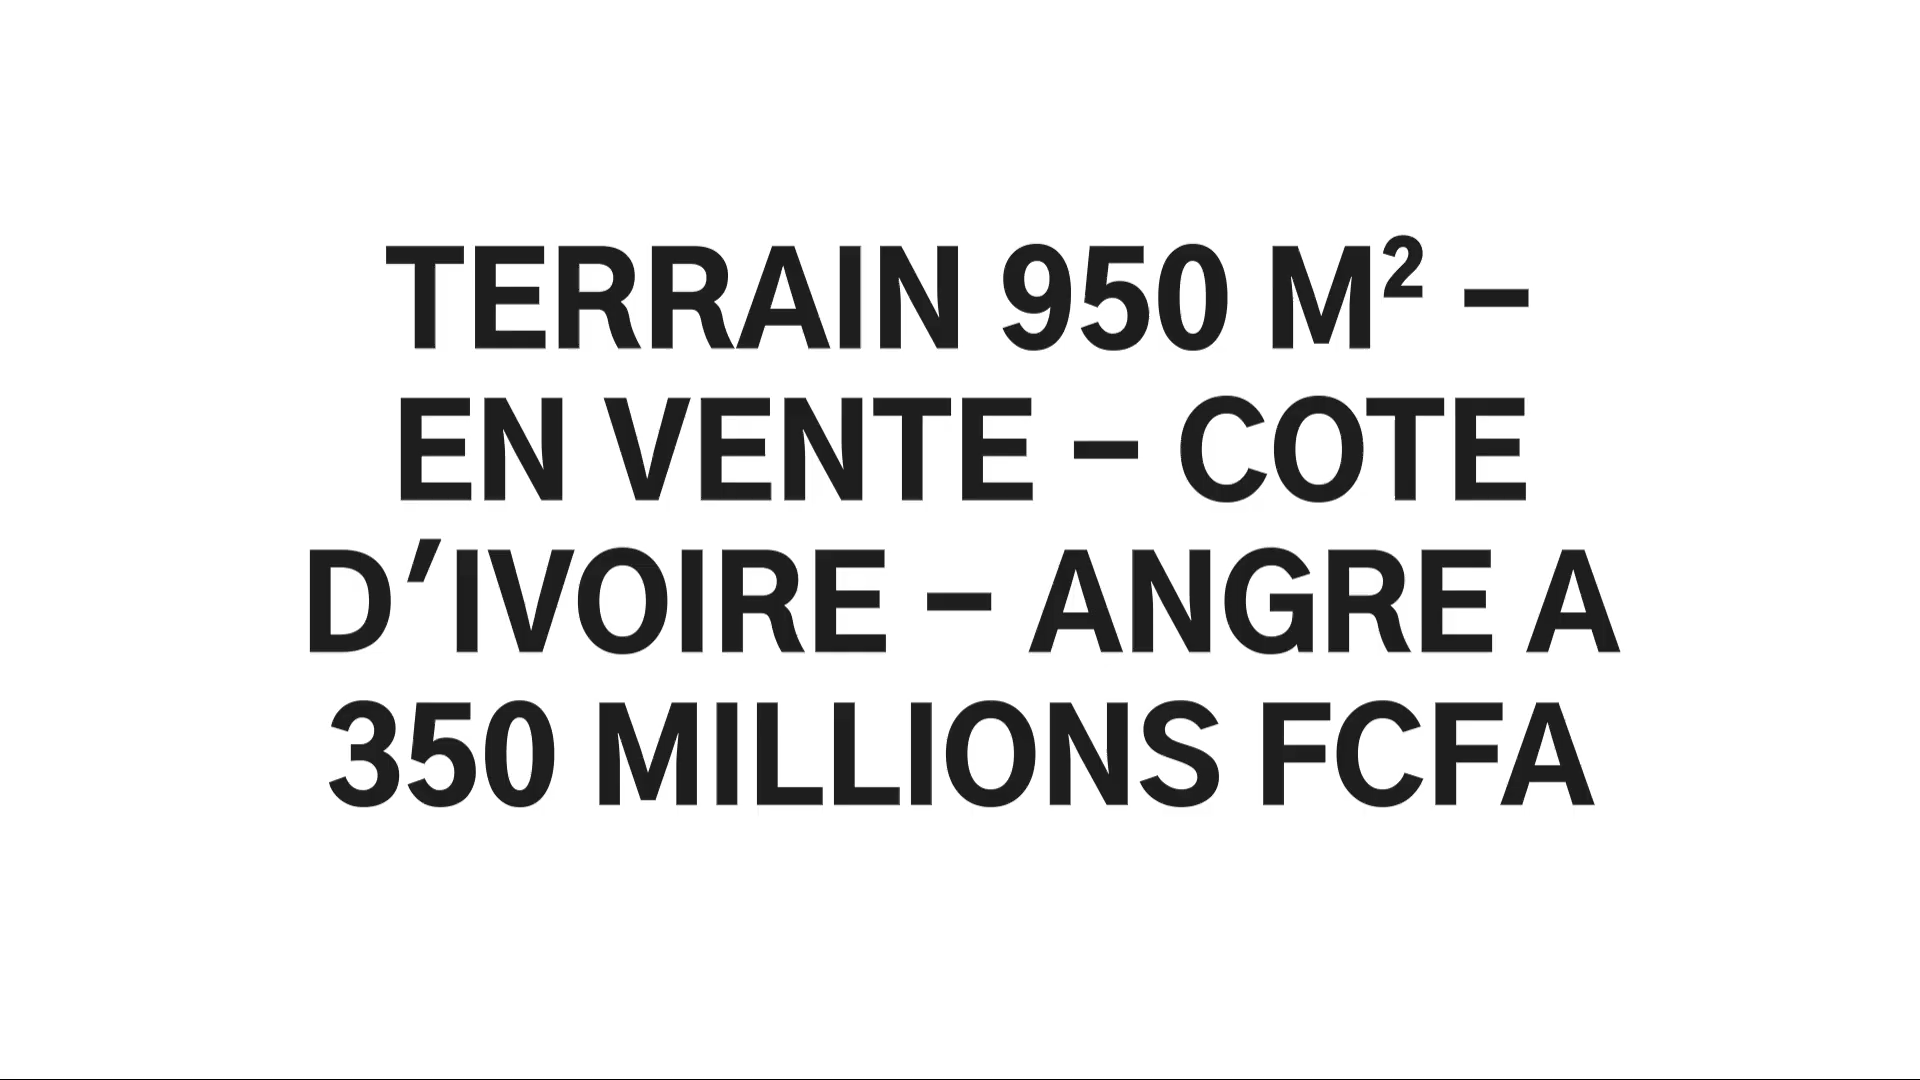 TERRAIN 950 M² –
EN VENTE – COTE
D’IVOIRE – ANGRE A
350 MILLIONS FCFA